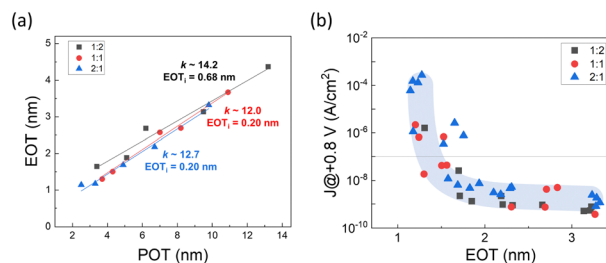 (a)
1:2
1:1
2:1
k ~ 14.2
EOTi = 0.68 nm
k ~ 12.0
EOTi = 0.20 nm
k ~ 12.7
EOTi = 0.20 nm
EOT (nm)
5
4
3
2
1
0
0 2 4 6 8 10 12 14
POT (nm)
(b)
1:2
1:1
2:1
J@+0.8 V (A/cm²)
10⁻²
10⁻⁴
10⁻⁶
10⁻⁸
10⁻¹⁰
1 2 3
EOT (nm)